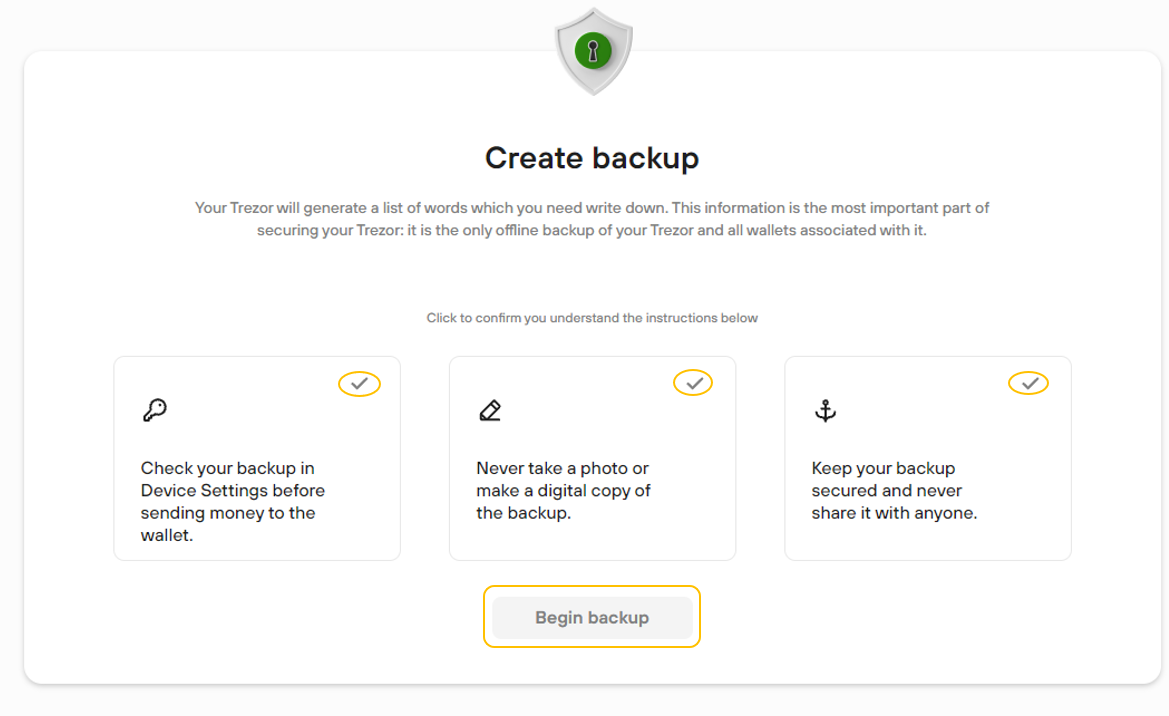 Create backup
Your Trezor will generate a list of words which you need write down. This information is the most important part of
securing your Trezor: it is the only offline backup of your Trezor and all wallets associated with it.
Click to confirm you understand the instructions below
Check your backup in
Device Settings before
sending money to the
wallet.
Never take a photo or
make a digital copy of
the backup.
Keep your backup
secured and never
share it with anyone.
Begin backup